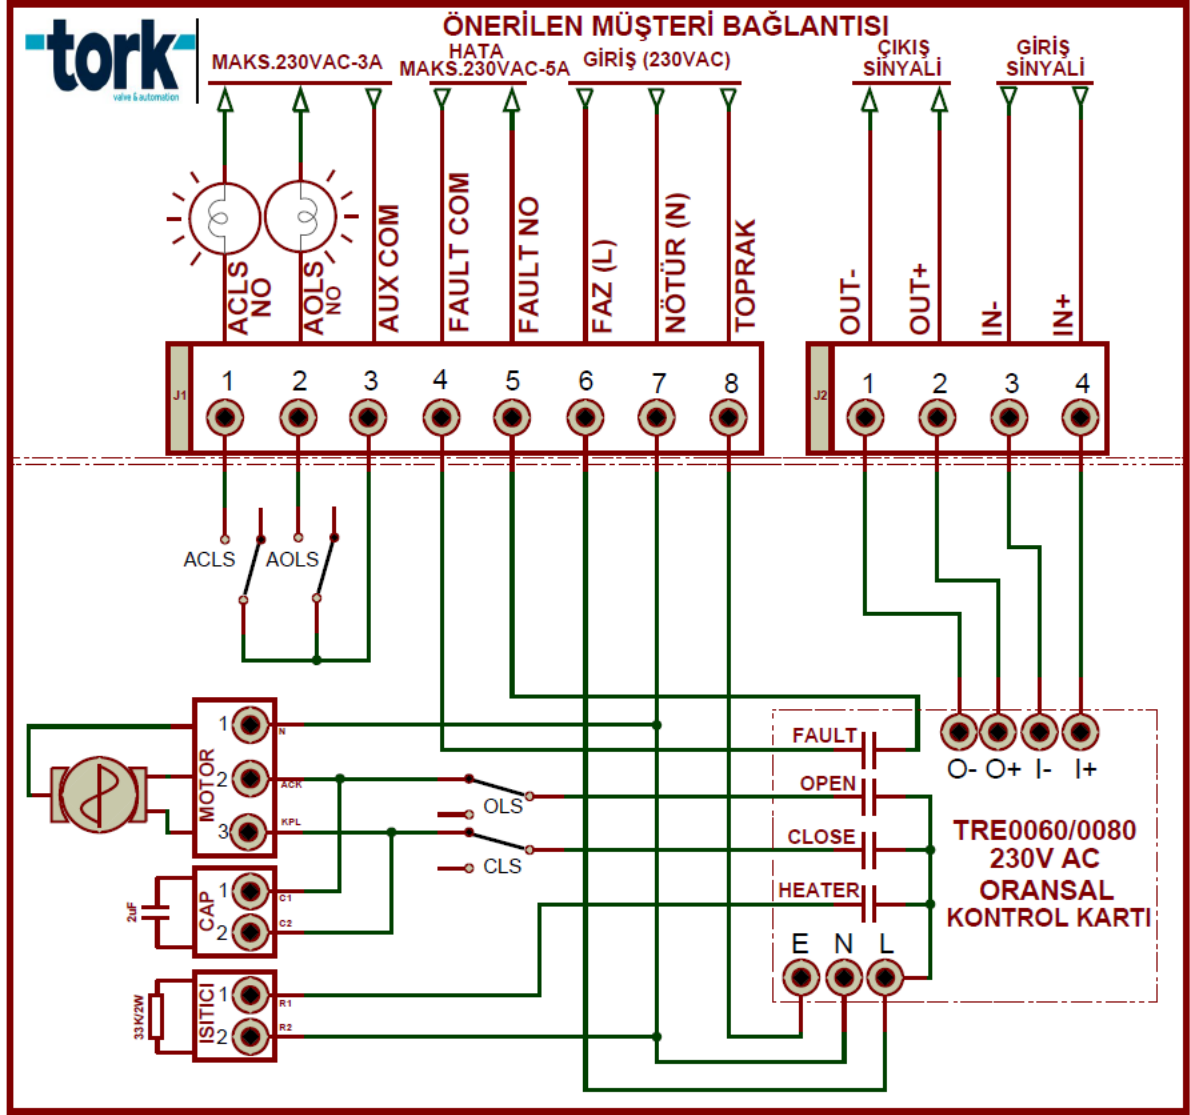 ÖNERİLEN MÜŞTERİ BAĞLANTISI
tork
valve & automation
MAKS.230VAC-3A
HATA
MAKS.230VAC-5A
GİRİŞ (230VAC)
ÇIKIŞ
SİNYALİ
GİRİŞ
SİNYALİ
ACLS
NO
AOLS
NO
AUX COM
FAULT COM
FAULT NO
FAZ (L)
NÖTÜR (N)
TOPRAK
OUT-
OUT+
IN-
IN+
J1
1 2 3 4 5 6 7 8
J2
1 2 3 4
ACLS
AOLS
MOTOR
1
N
2
ACK
3
KPL
OLS
CLS
CAP
1
C1
2
C2
2uF
ISITICI
1
R1
2
R2
33K/2W
FAULT
OPEN
CLOSE
HEATER
E N L
O- O+ I- I+
TRE0060/0080
230V AC
ORANSAL
KONTROL KARTI